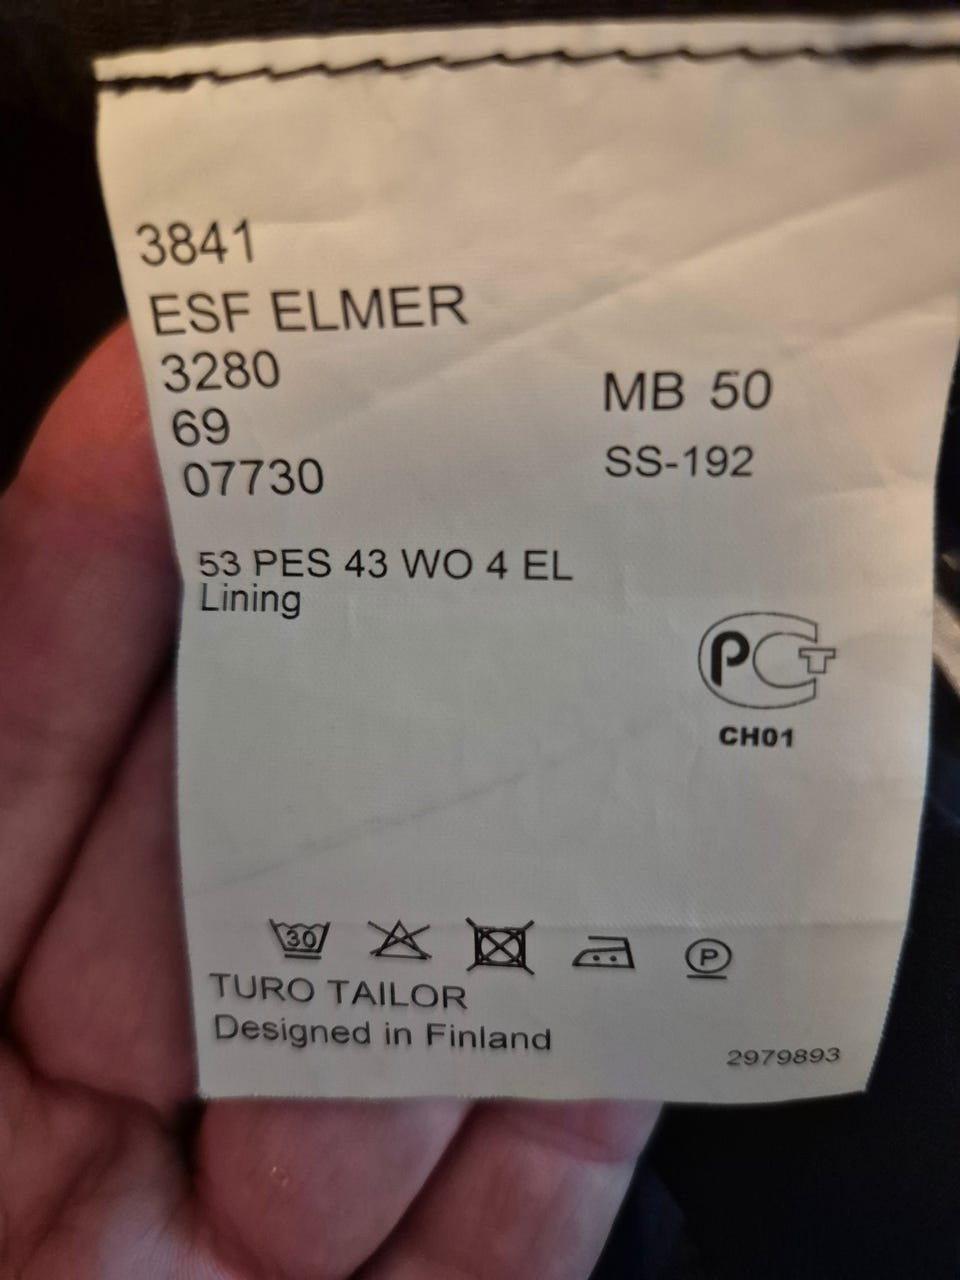 3841
ESF ELMER
3280
69
07730
MB 50
SS-192
53 PES 43 WO 4 EL
Lining
PCT
CH01
30
P
TURO TAILOR
Designed in Finland
2979893